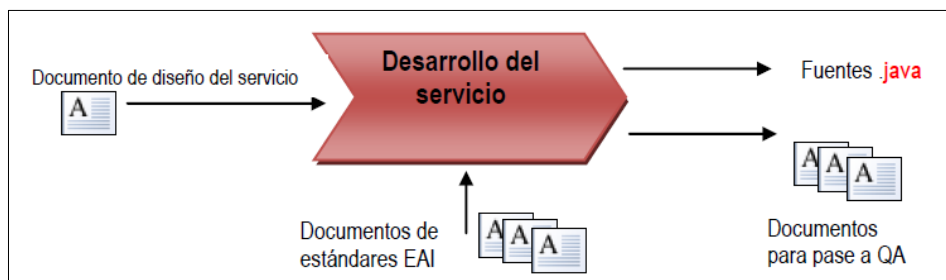 Documento de diseño del servicio
A
Desarrollo del
servicio
Fuentes .java
A
A
A
Documentos
para pase a QA
Documentos de
estándares EAI
A
A
A